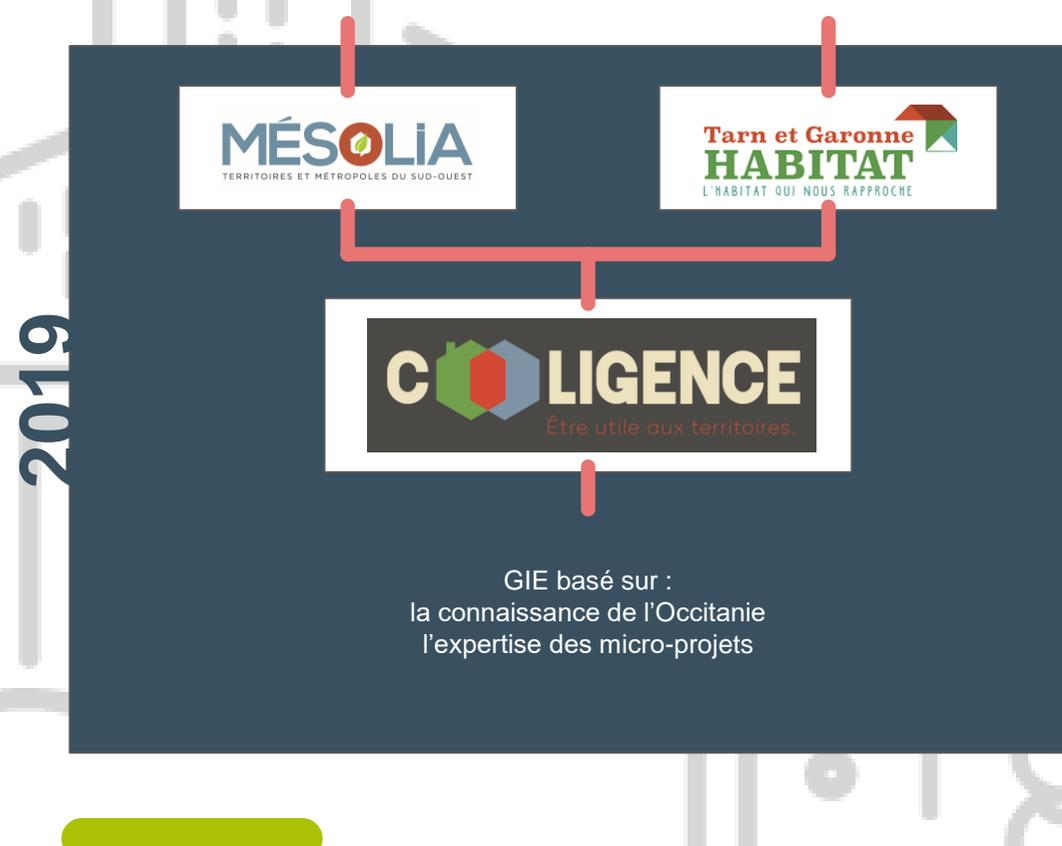 MÉSOLiA
TERRITOIRES ET MÉTROPOLES DU SUD-OUEST
Tarn et Garonne
HABITAT
L'HABITAT QUI NOUS RAPPROCHE
2019
COLIGENCE
Être utile aux territoires.
GIE basé sur :
la connaissance de l’Occitanie
l’expertise des micro-projets